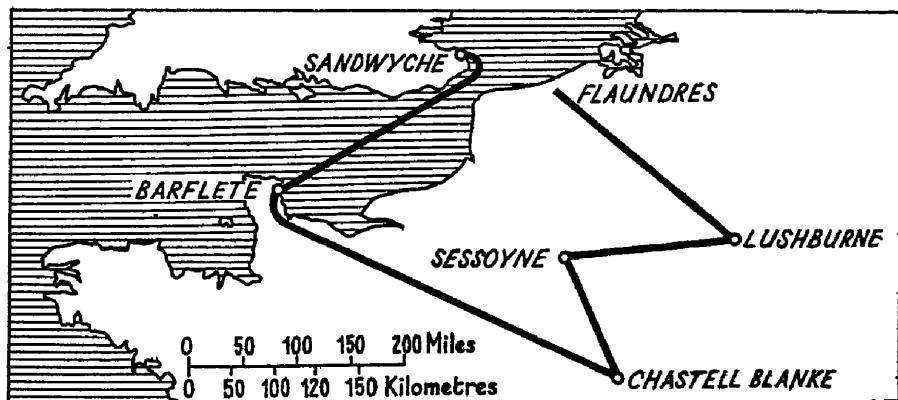 SANDWYCHE
FLAUNDRES
BARFLETE
LUSHBURNE
SESSOYNE
0 50 100 150 200 Miles
0 50 100 120 150 Kilometres
CHASTELL BLANKE